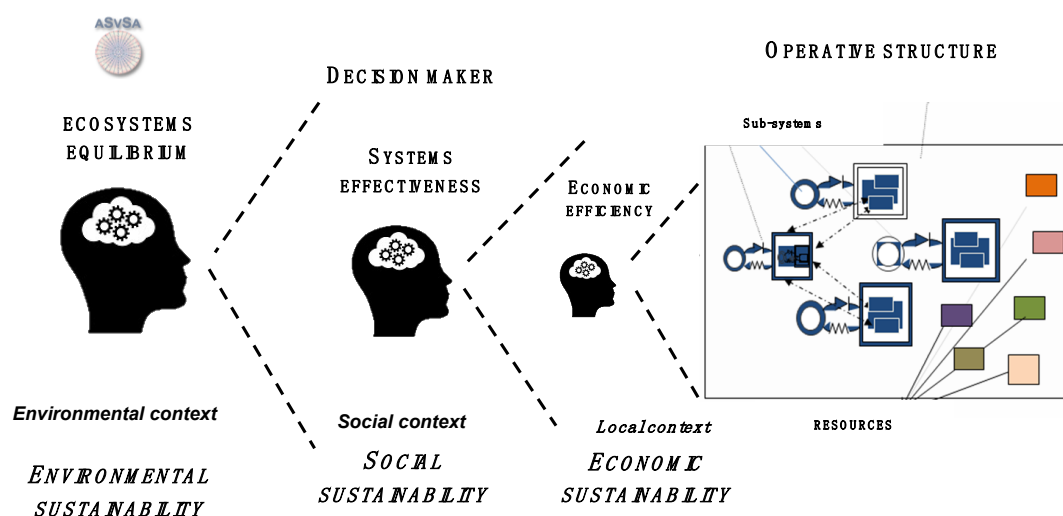 ASVSA
DECISION MAKER
OPERATIVE STRUCTURE
ECOSYSTEMS
EQUILIBRIUM
SYSTEMS
EFFECTIVENESS
ECONOMIC
EFFICIENCY
Sub-systems
Environmental context
Social context
Local context
RESOURCES
ENVIRONMENTAL
SUSTAINABILITY
SOCIAL
SUSTAINABILITY
ECONOMIC
SUSTAINABILITY